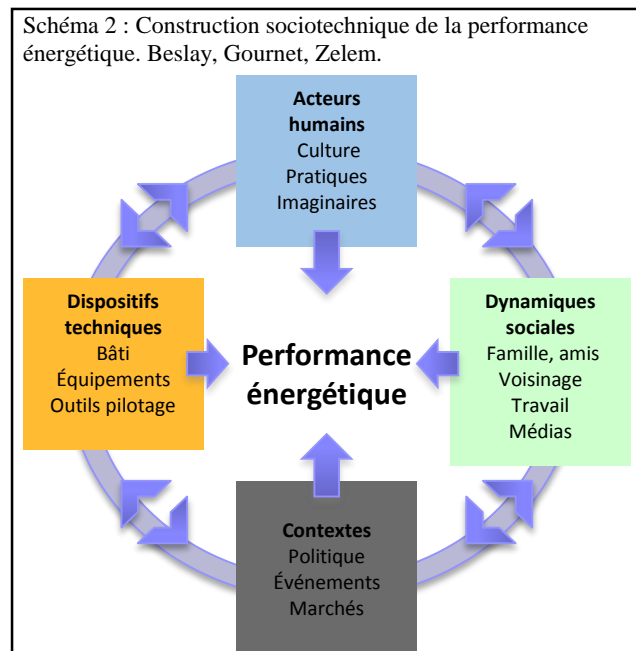 Schéma 2 : Construction sociotechnique de la performance
énergétique. Beslay, Gournet, Zelem.
Acteurs
humains
Culture
Pratiques
Imaginaires
Dispositifs
techniques
Bâti
Équipements
Outils pilotage
Performance
énergétique
Dynamiques
sociales
Famille, amis
Voisinage
Travail
Médias
Contextes
Politique
Événements
Marchés